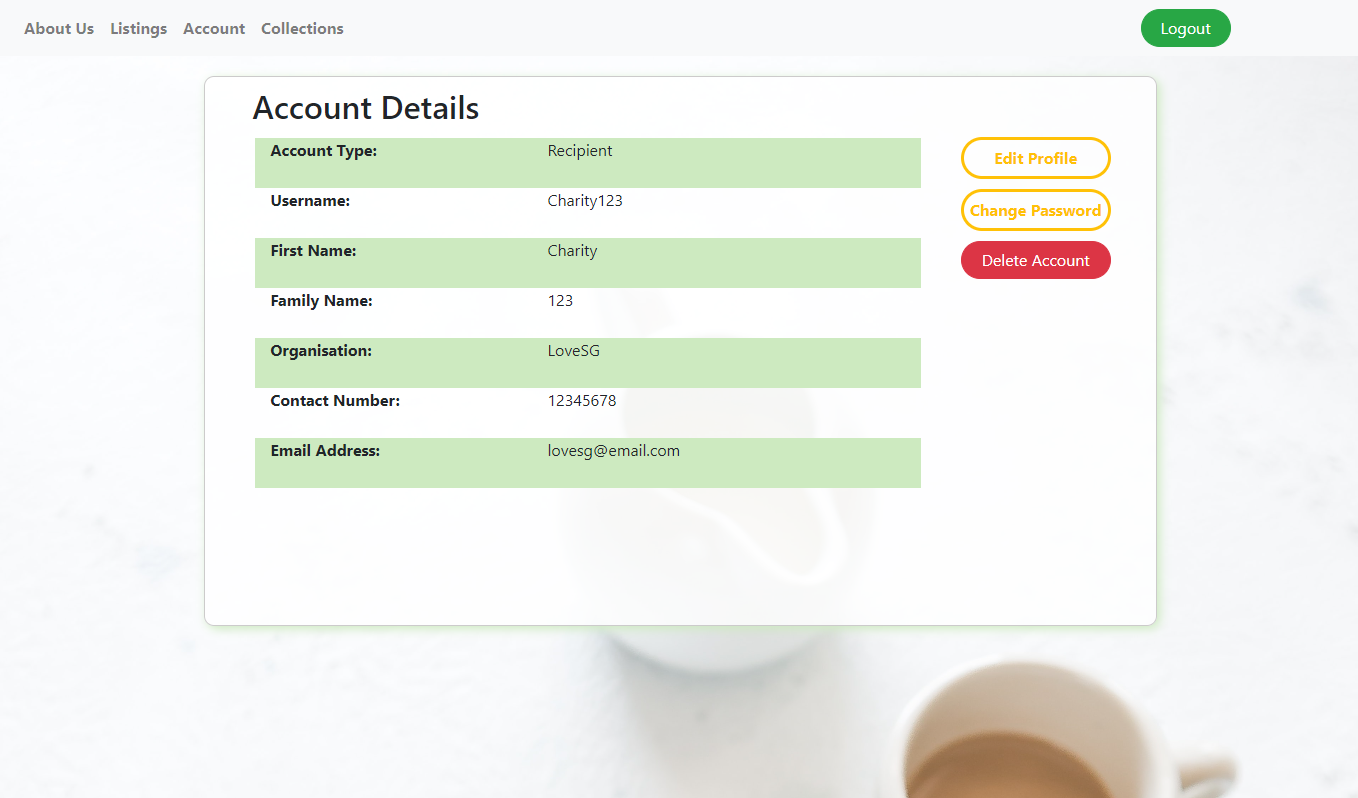 About Us Listings Account Collections Logout
Account Details
Account Type: Recipient
Edit Profile
Username: Charity123
Change Password
First Name: Charity
Delete Account
Family Name: 123
Organisation: LoveSG
Contact Number: 12345678
Email Address: lovesg@email.com